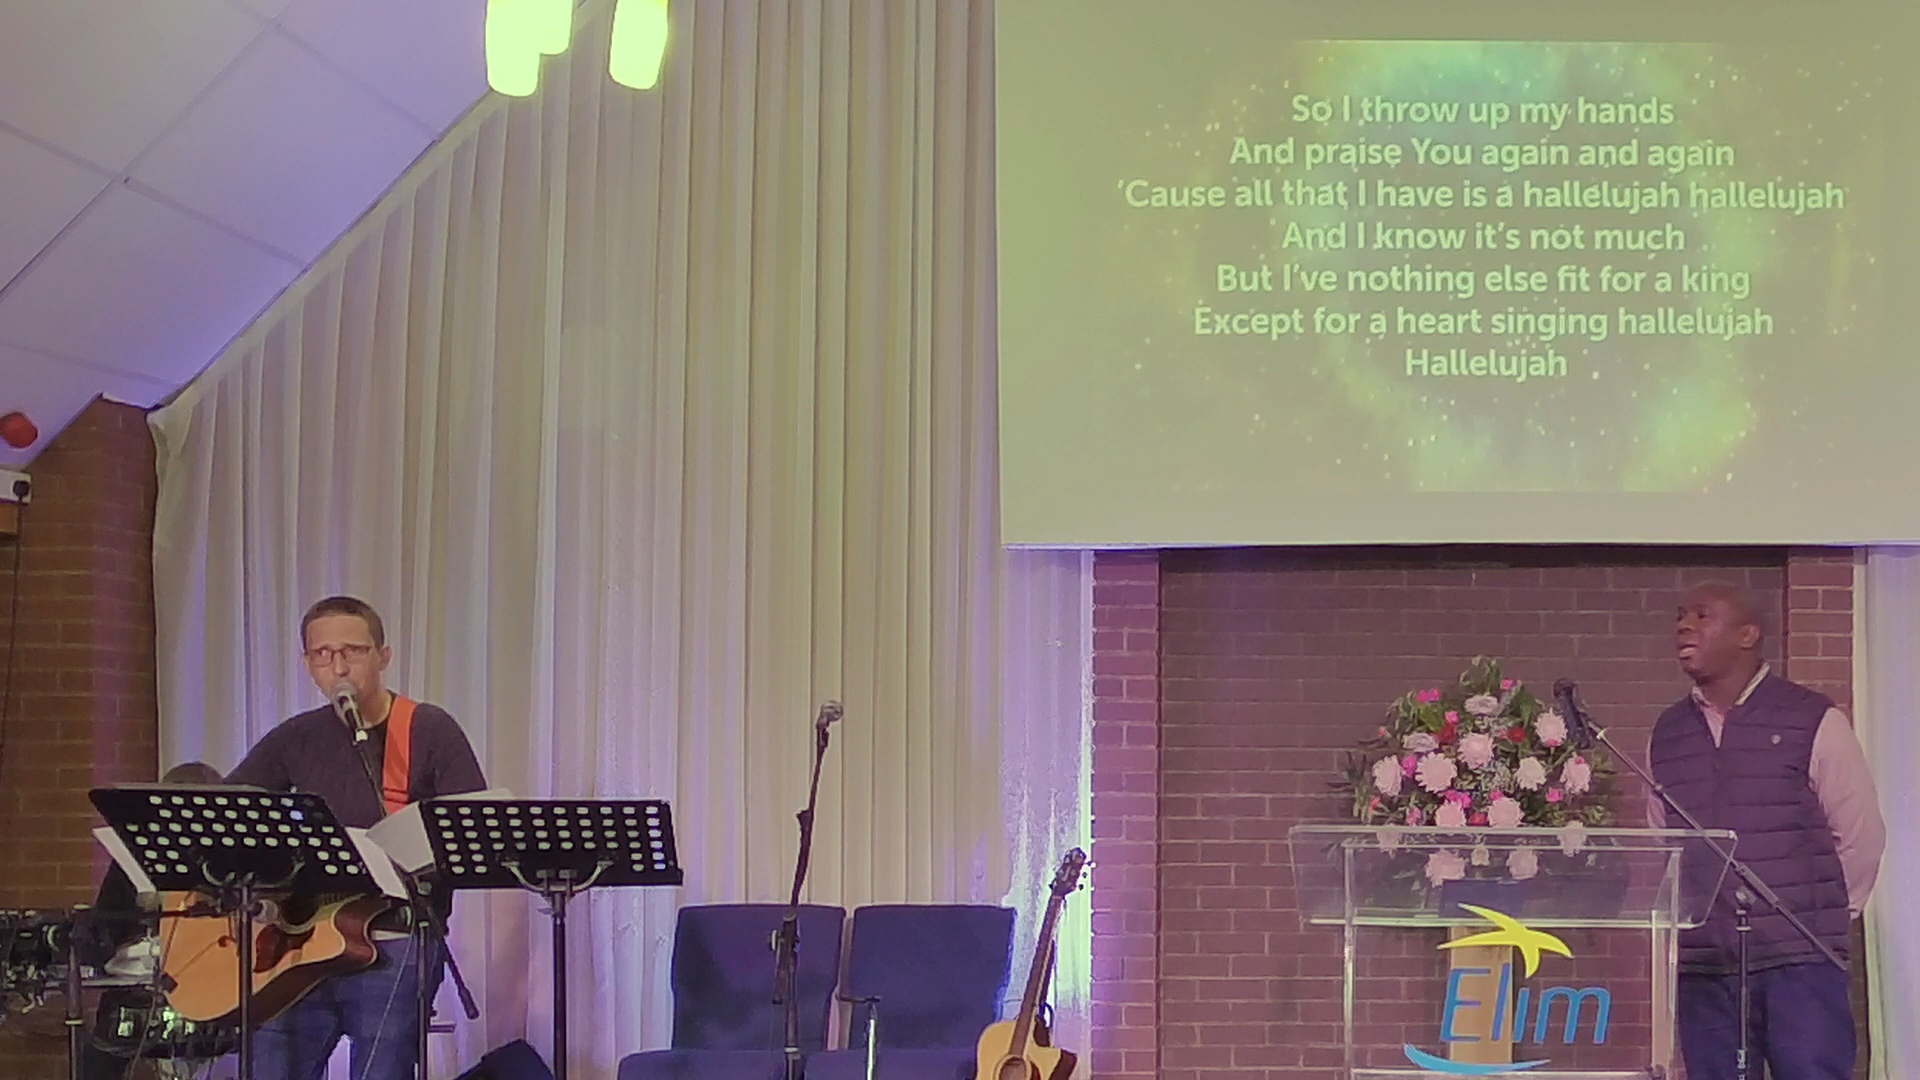 So I throw up my hands
And praise You again and again
’Cause all that I have is a hallelujah hallelujah
And I know it’s not much
But I’ve nothing else fit for a king
Except for a heart singing hallelujah
Hallelujah
Elim